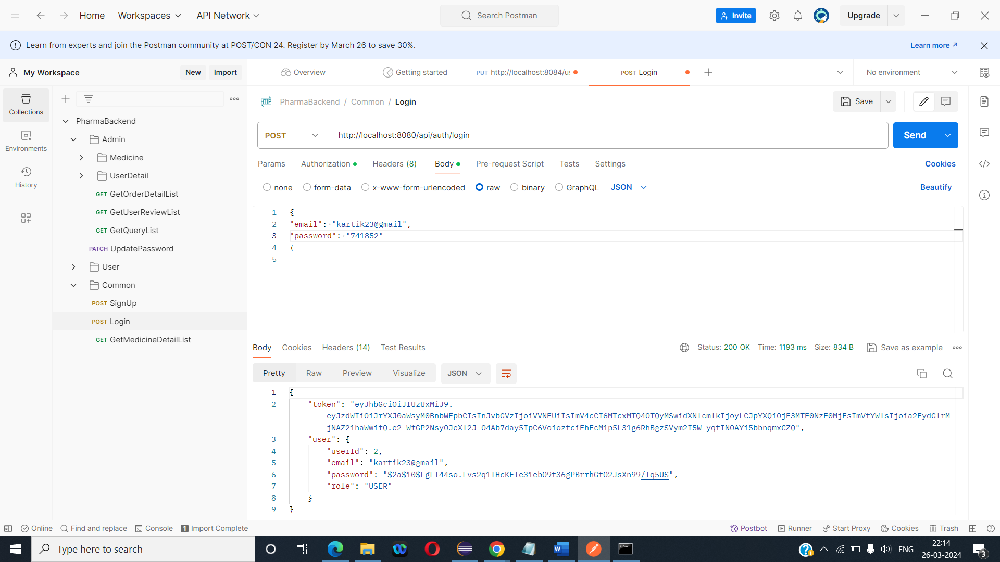 Home Workspaces API Network Search Postman Invite Upgrade
Learn from experts and join the Postman community at POST/CON 24. Register by March 26 to save 30%. Learn more
My Workspace New Import Overview Getting started PUT http://localhost:8084/us POST Login No environment
Collections
Environments
History
PharmaBackend
Admin
Medicine
UserDetail
GET GetOrderDetailList
GET GetUserReviewList
GET GetQueryList
PATCH UpdatePassword
User
Common
POST SignUp
POST Login
GET GetMedicineDetailList
HTTP PharmaBackend / Common / Login Save
POST http://localhost:8080/api/auth/login Send
Params Authorization Headers (8) Body Pre-request Script Tests Settings Cookies
none form-data x-www-form-urlencoded raw binary GraphQL JSON Beautify
1 {
2 "email": "kartik23@gmail",
3 "password": "741852"
4 }
5
Body Cookies Headers (14) Test Results Status: 200 OK Time: 1193 ms Size: 834 B Save as example
Pretty Raw Preview Visualize JSON
1 {
2 "token": "eyJhbGciOiJIUzUxMiJ9.
eyJzdWIiOiJrYXJ0aWsyM0BnbWFpbCIsInJvbGVzIjoiVVNFUiIsImV4cCI6MTcxMTQ4OTQyMSwidXNlcmlkIjoyLCJpYXQiOjE3MTE0NzE0MjEsImVtYWlsIjoia2FydGlrM
jNAZ21haWwifQ.e2-WfGP2NsyOJeXl2J_O4Ab7day5IpC6VoioztciFhFcM1p5L31g6RhBgzSVym2I5W_yqtINOAYi5bbnqmxCZQ",
3 "user": {
4 "userId": 2,
5 "email": "kartik23@gmail",
6 "password": "$2a$10$LgLI44so.Lvs2q1IHcKFTe31ebO9t36gPBrrhGtO2JsXn99/Tq5US",
7 "role": "USER"
8 }
9 }
Online Find and replace Console 1 Import Complete Postbot Runner Start Proxy Cookies Trash
Type here to search ENG 22:14
26-03-2024 3